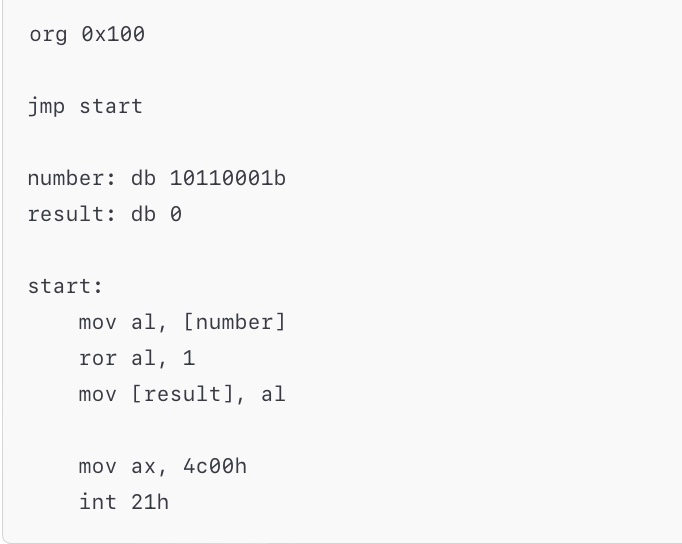 org 0x100
jmp start
number: db 10110001b
result: db 0
start:
mov al, [number]
ror al, 1
mov [result], al
mov ax, 4c00h
int 21h